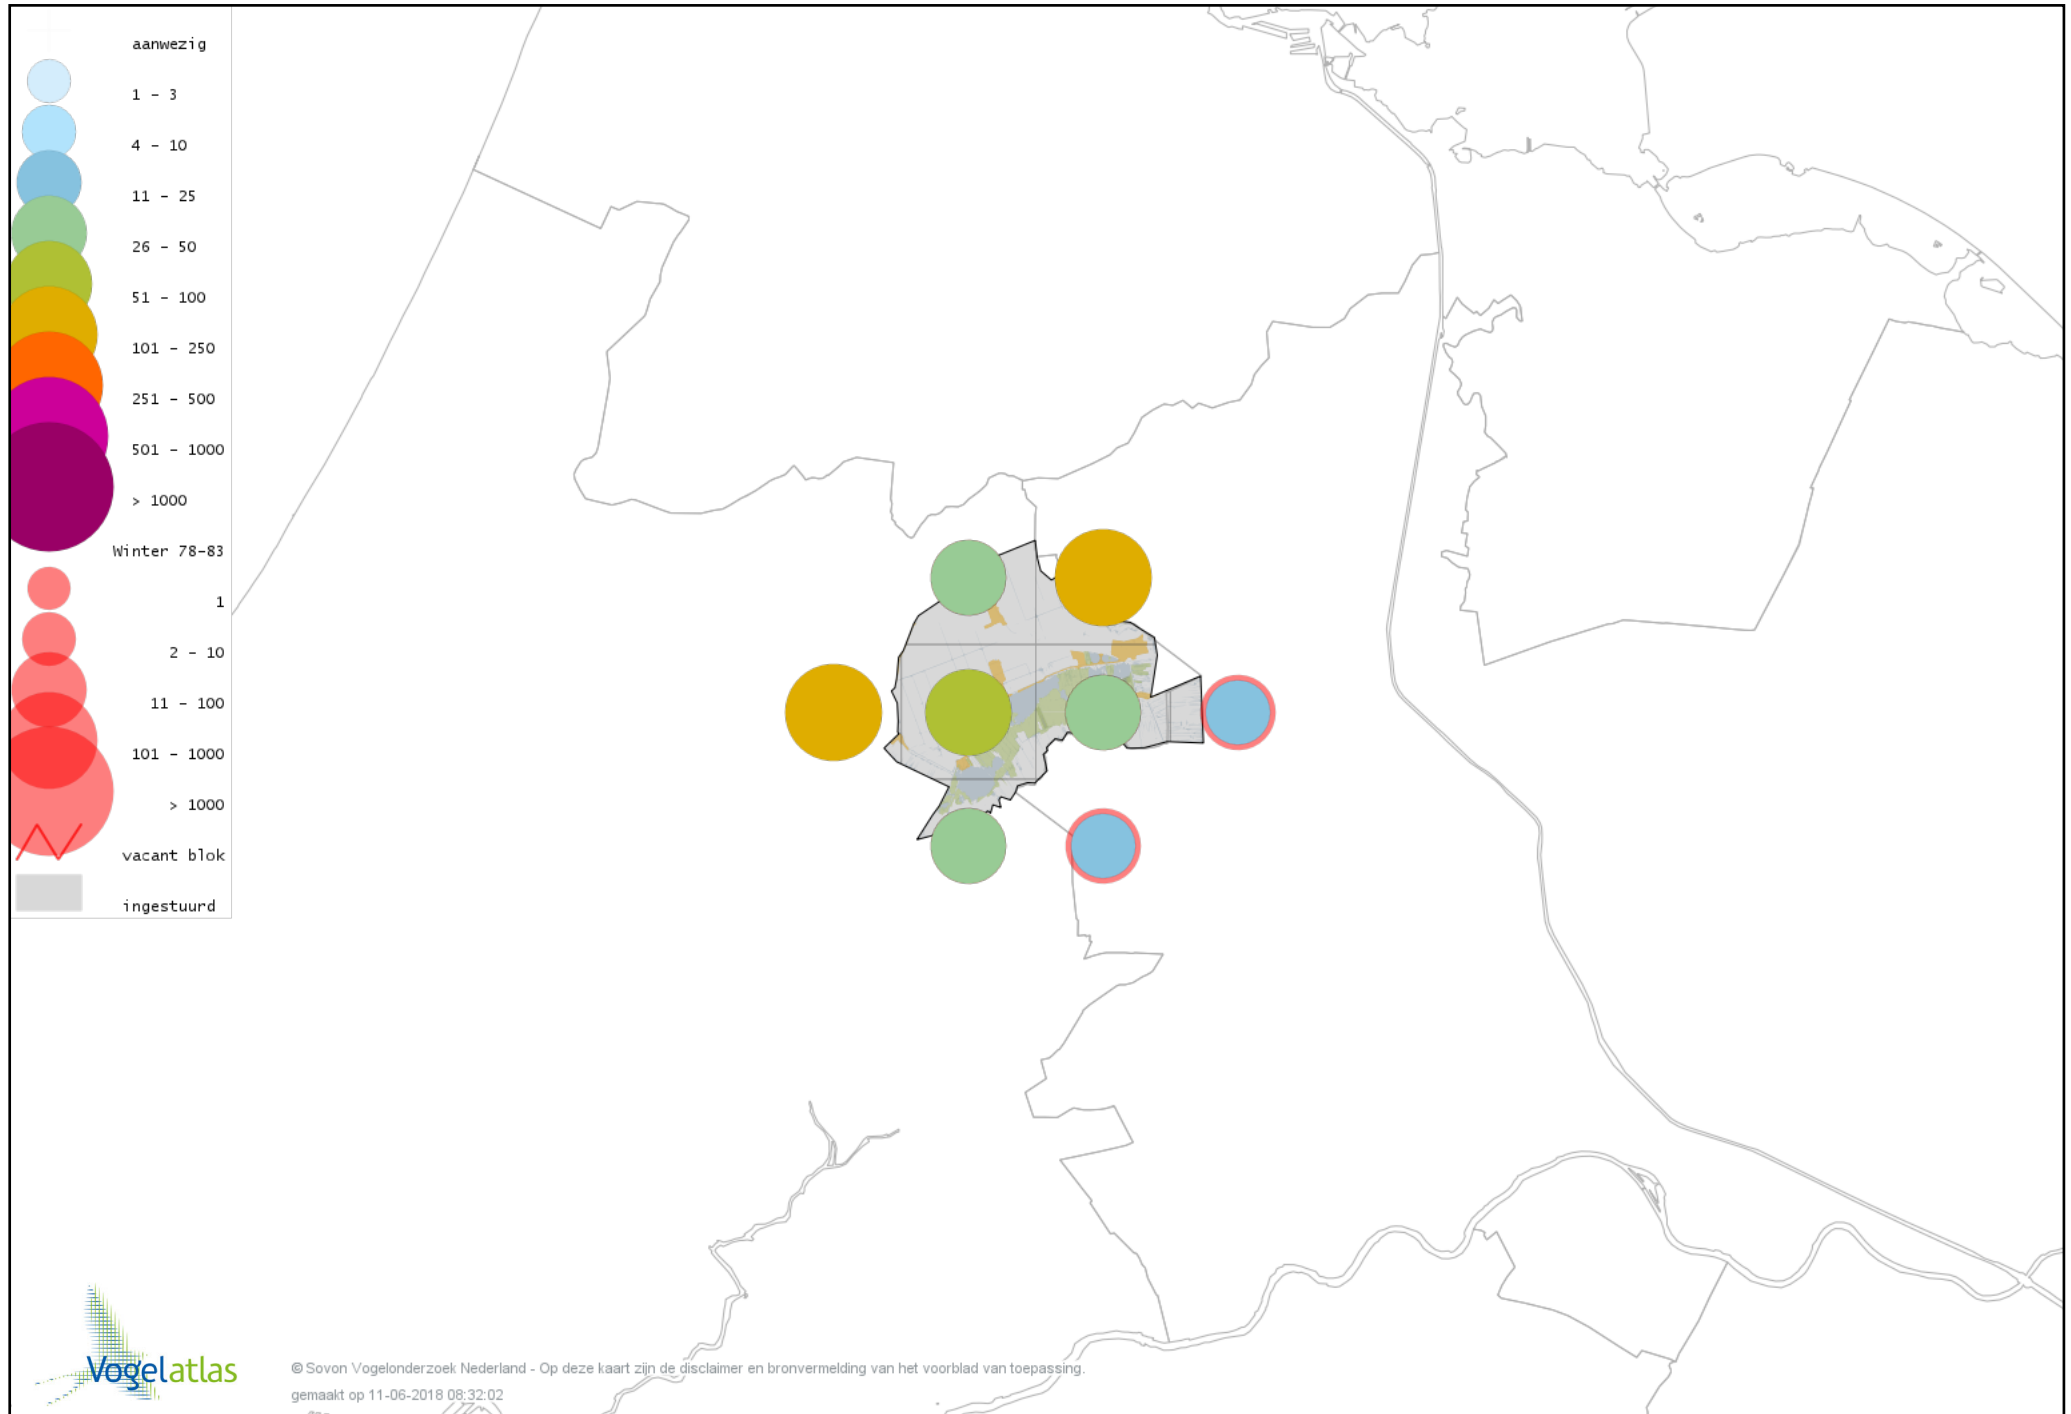 aanwezig
1 - 3
4 - 10
11 - 25
26 - 50
51 - 100
101 - 250
251 - 500
501 - 1000
> 1000
Winter 78-83
1
2 - 10
11 - 100
101 - 1000
> 1000
vacant blok
ingestuurd
Vogelatlas
© Sovon Vogelonderzoek Nederland - Op deze kaart zijn de disclaimer en bronvermelding van het voorblad van toepassing.
gemaakt op 11-06-2018 08:32:02